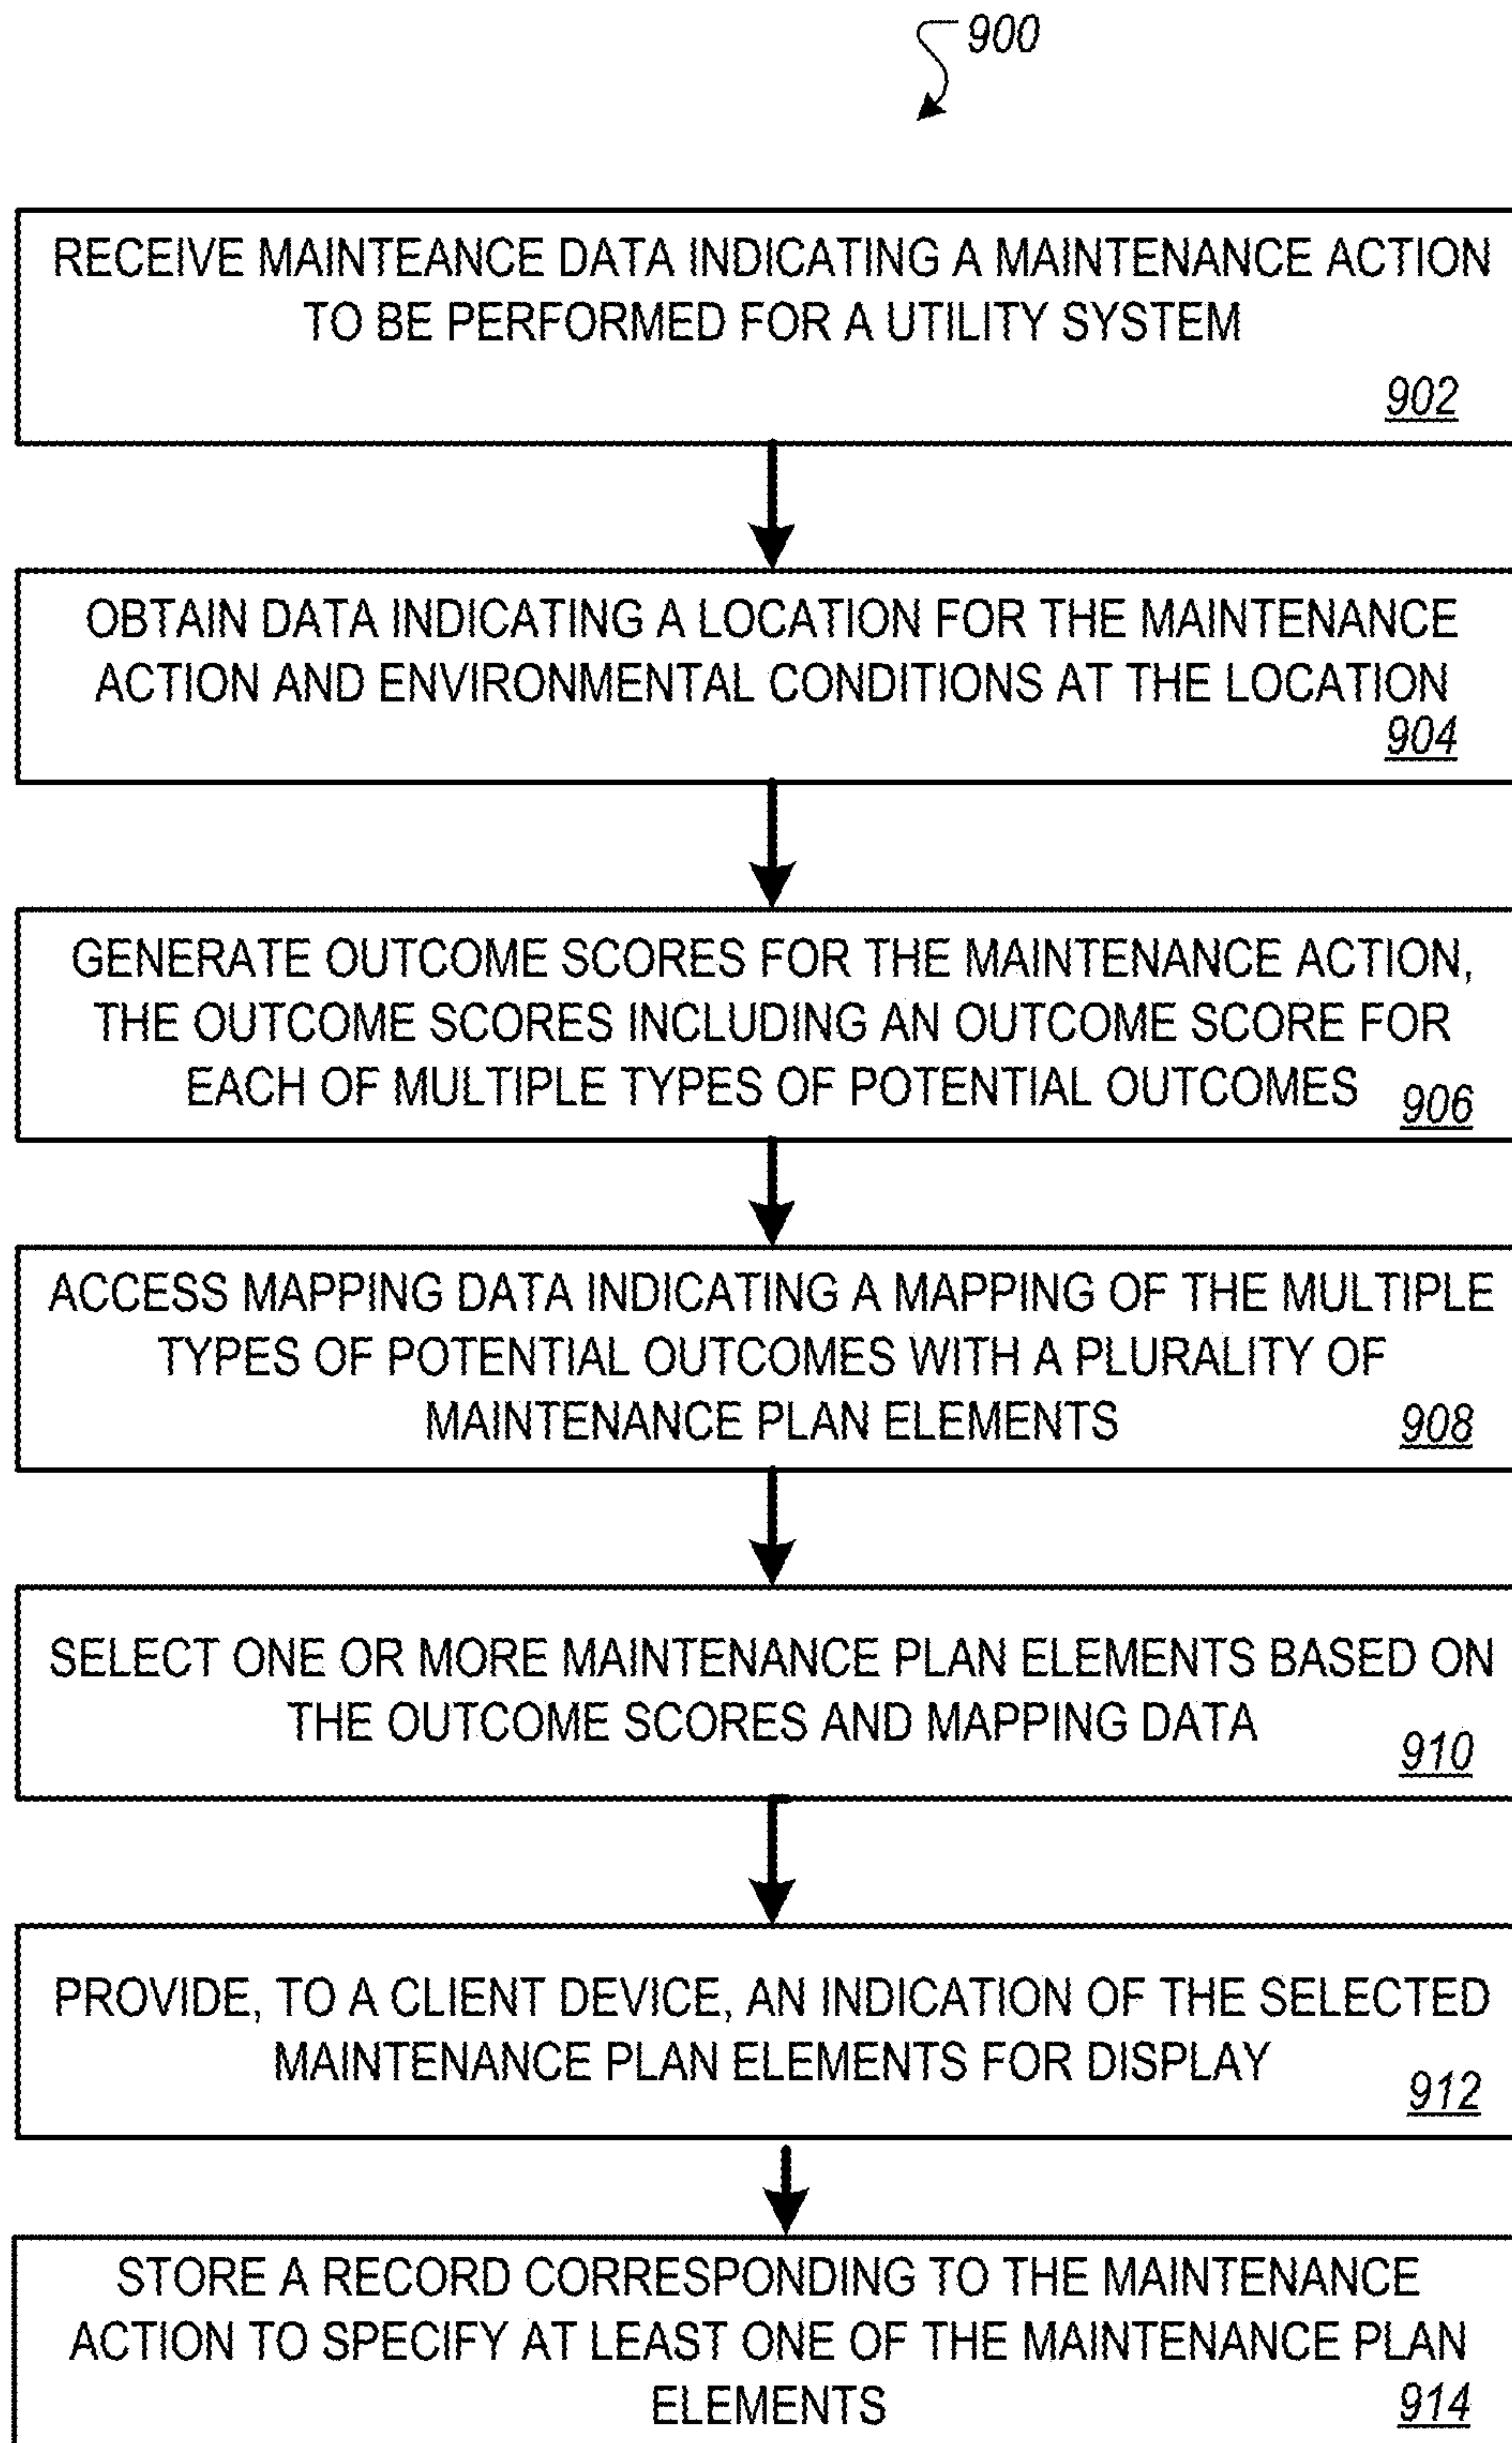 900
RECEIVE MAINTEANCE DATA INDICATING A MAINTENANCE ACTION
TO BE PERFORMED FOR A UTILITY SYSTEM
902
OBTAIN DATA INDICATING A LOCATION FOR THE MAINTENANCE
ACTION AND ENVIRONMENTAL CONDITIONS AT THE LOCATION
904
GENERATE OUTCOME SCORES FOR THE MAINTENANCE ACTION,
THE OUTCOME SCORES INCLUDING AN OUTCOME SCORE FOR
EACH OF MULTIPLE TYPES OF POTENTIAL OUTCOMES 906
ACCESS MAPPING DATA INDICATING A MAPPING OF THE MULTIPLE
TYPES OF POTENTIAL OUTCOMES WITH A PLURALITY OF
MAINTENANCE PLAN ELEMENTS 908
SELECT ONE OR MORE MAINTENANCE PLAN ELEMENTS BASED ON
THE OUTCOME SCORES AND MAPPING DATA
910
PROVIDE, TO A CLIENT DEVICE, AN INDICATION OF THE SELECTED
MAINTENANCE PLAN ELEMENTS FOR DISPLAY
912
STORE A RECORD CORRESPONDING TO THE MAINTENANCE
ACTION TO SPECIFY AT LEAST ONE OF THE MAINTENANCE PLAN
ELEMENTS 914